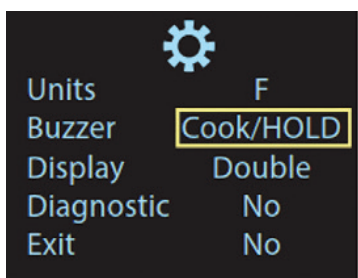 Units F
Buzzer Cook/HOLD
Display Double
Diagnostic No
Exit No